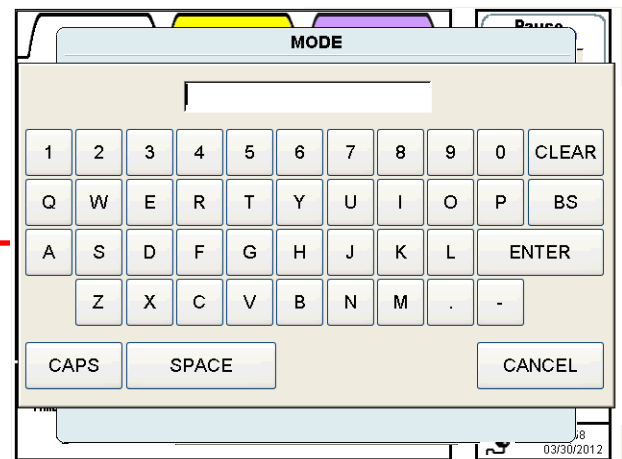 Pause
MODE
1 2 3 4 5 6 7 8 9 0 CLEAR
Q W E R T Y U I O P BS
A S D F G H J K L ENTER
Z X C V B N M . -
CAPS SPACE CANCEL
03/30/2012